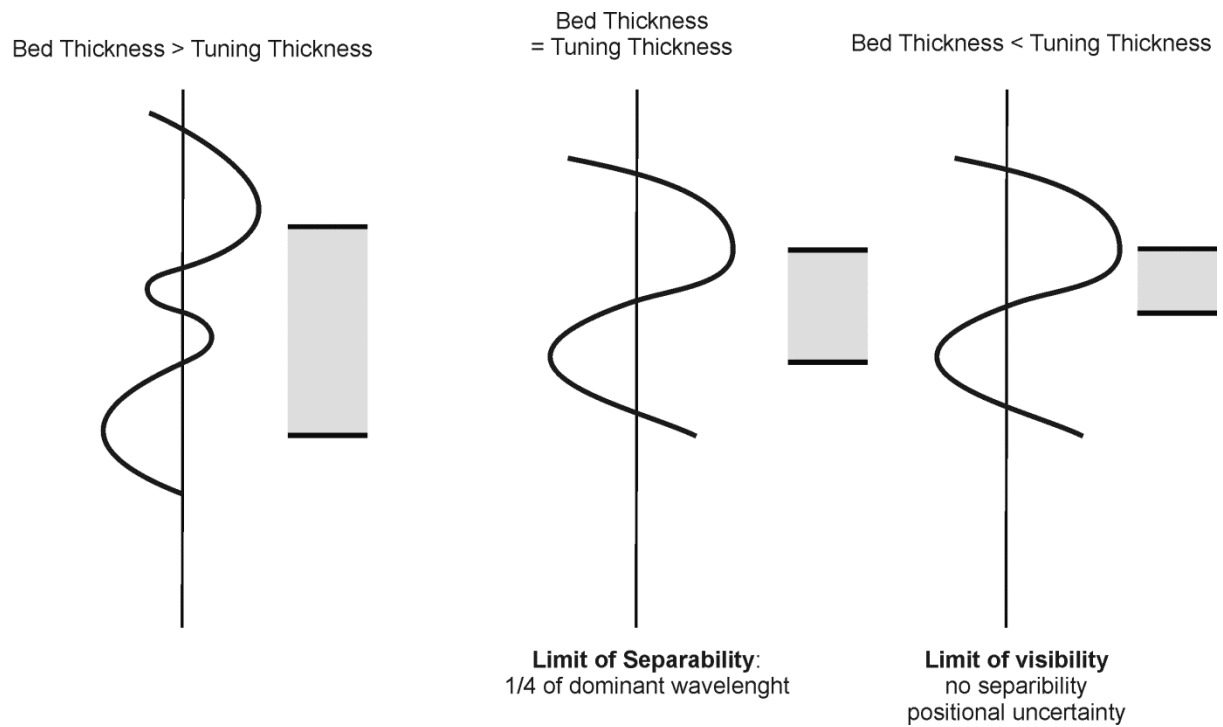 Bed Thickness > Tuning Thickness
Bed Thickness
= Tuning Thickness
Bed Thickness < Tuning Thickness
Limit of Separability:
1/4 of dominant wavelenght
Limit of visibility
no separibility
positional uncertainty